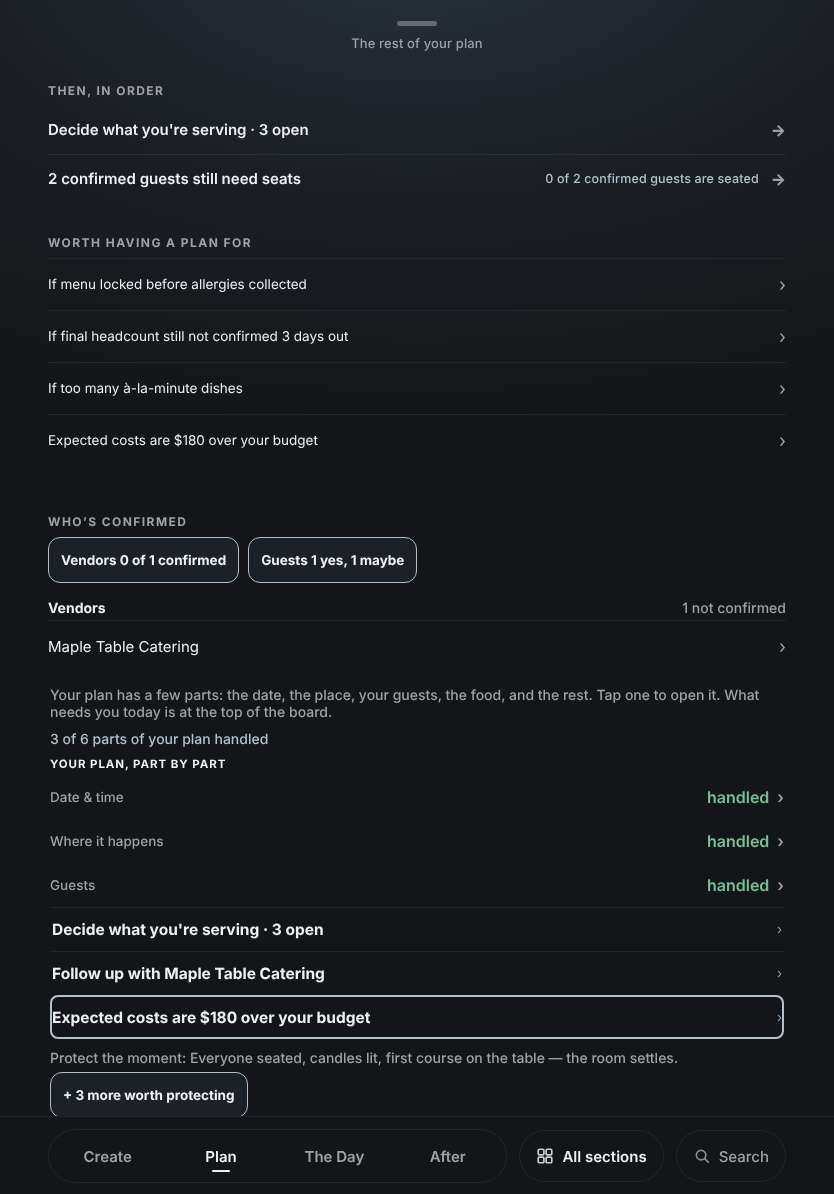 The rest of your plan
THEN, IN ORDER
Decide what you're serving · 3 open
2 confirmed guests still need seats
0 of 2 confirmed guests are seated
WORTH HAVING A PLAN FOR
If menu locked before allergies collected
If final headcount still not confirmed 3 days out
If too many à-la-minute dishes
Expected costs are $180 over your budget
WHO'S CONFIRMED
Vendors 0 of 1 confirmed
Guests 1 yes, 1 maybe
Vendors
1 not confirmed
Maple Table Catering
Your plan has a few parts: the date, the place, your guests, the food, and the rest. Tap one to open it. What
needs you today is at the top of the board.
3 of 6 parts of your plan handled
YOUR PLAN, PART BY PART
Date & time
handled
Where it happens
handled
Guests
handled
Decide what you're serving · 3 open
Follow up with Maple Table Catering
Expected costs are $180 over your budget
Protect the moment: Everyone seated, candles lit, first course on the table — the room settles.
+ 3 more worth protecting
Create
Plan
The Day
After
All sections
Search